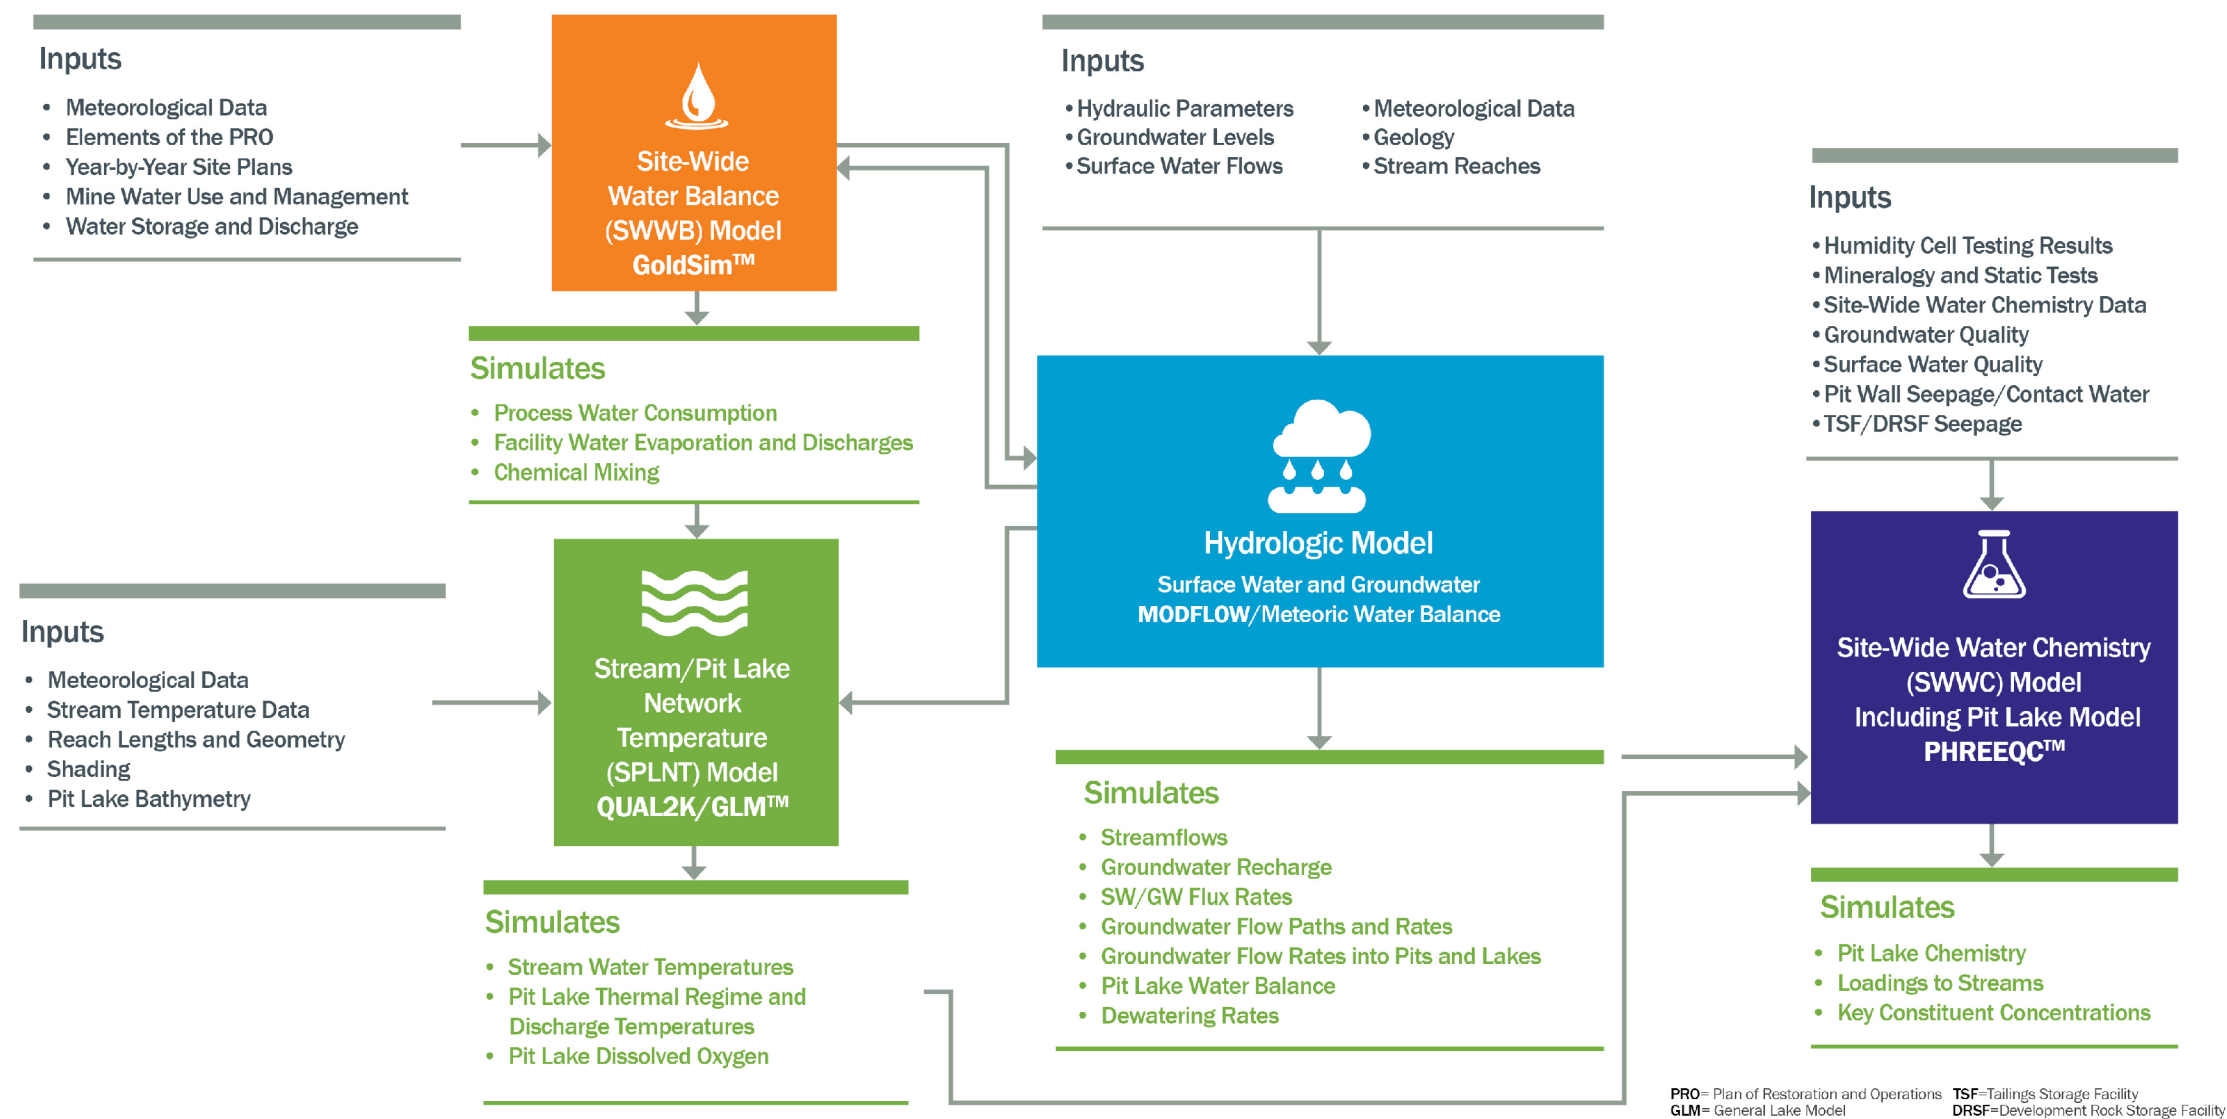 Inputs
• Meteorological Data
• Elements of the PRO
• Year-by-Year Site Plans
• Mine Water Use and Management
• Water Storage and Discharge
Site-Wide
Water Balance
(SWWB) Model
GoldSim™
Simulates
• Process Water Consumption
• Facility Water Evaporation and Discharges
• Chemical Mixing
Inputs
• Meteorological Data
• Stream Temperature Data
• Reach Lengths and Geometry
• Shading
• Pit Lake Bathymetry
Stream/Pit Lake
Network
Temperature
(SPLNT) Model
QUAL2K/GLM™
Simulates
• Stream Water Temperatures
• Pit Lake Thermal Regime and
Discharge Temperatures
• Pit Lake Dissolved Oxygen
Inputs
• Hydraulic Parameters
• Groundwater Levels
• Surface Water Flows
• Meteorological Data
• Geology
• Stream Reaches
Hydrologic Model
Surface Water and Groundwater
MODFLOW/Meteoric Water Balance
Simulates
• Streamflows
• Groundwater Recharge
• SW/GW Flux Rates
• Groundwater Flow Paths and Rates
• Groundwater Flow Rates into Pits and Lakes
• Pit Lake Water Balance
• Dewatering Rates
Inputs
• Humidity Cell Testing Results
• Mineralogy and Static Tests
• Site-Wide Water Chemistry Data
• Groundwater Quality
• Surface Water Quality
• Pit Wall Seepage/Contact Water
• TSF/DRSF Seepage
Site-Wide Water Chemistry
(SWWC) Model
Including Pit Lake Model
PHREEQC™
Simulates
• Pit Lake Chemistry
• Loadings to Streams
• Key Constituent Concentrations
PRO= Plan of Restoration and Operations TSF=Tailings Storage Facility
GLM= General Lake Model DRSF=Development Rock Storage Facility